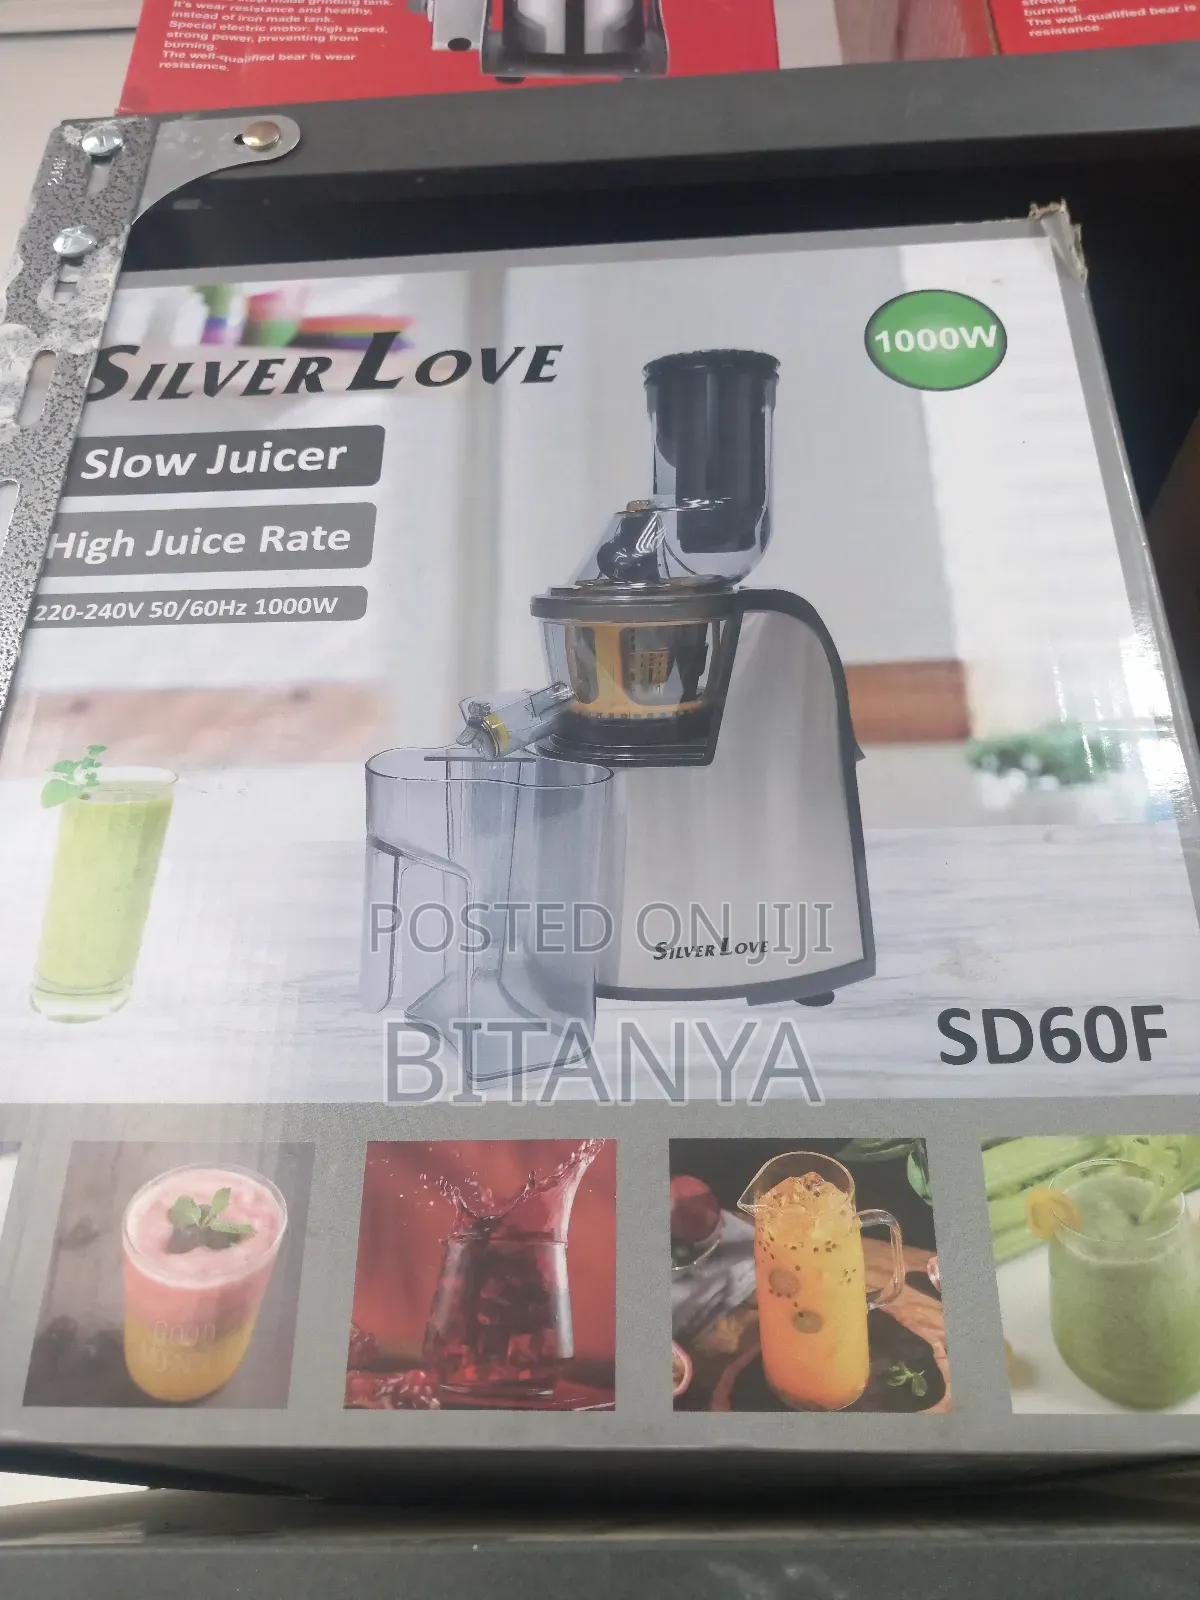 It's wear resistance and healthy,
instead of iron made tank.
Special electric motor: high speed,
strong power, preventing from
burning.
The well-qualified bear is wear
resistance.
burning.
The well-qualified bear is
resistance.
1000W
SILVER LOVE
Slow Juicer
High Juice Rate
220-240V 50/60Hz 1000W
POSTED ON JIJI
SILVER LOVE
BITANYA
SD60F